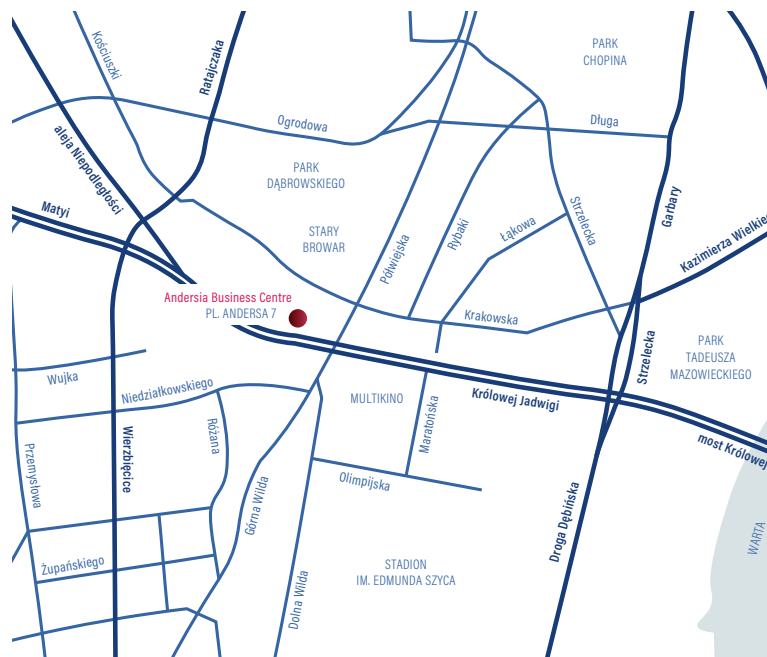 Kościuszki
Ratajczaka
PARK
CHOPINA
Ogrodowa
Długa
aleja Niepodległości
PARK
DĄBROWSKIEGO
Matyi
STARY
BROWAR
Półwiejska
Rybaki
Łąkowa
Strzelecka
Garbary
Kazimierza Wielkie
Andersia Business Centre
PL. ANDERSA 7
Krakowska
Strzelecka
PARK
TADEUSZA
MAZOWIECKIEGO
Wujka
Niedziałkowskiego
MULTIKINO
Królowej Jadwigi
Maratońska
Różana
Wierzbięcice
most Królowej
Przemysłowa
Olimpijska
Górna Wilda
Droga Dębińska
WARTA
Żupańskiego
STADION
IM. EDMUNDA SZYCA
Dolna Wilda